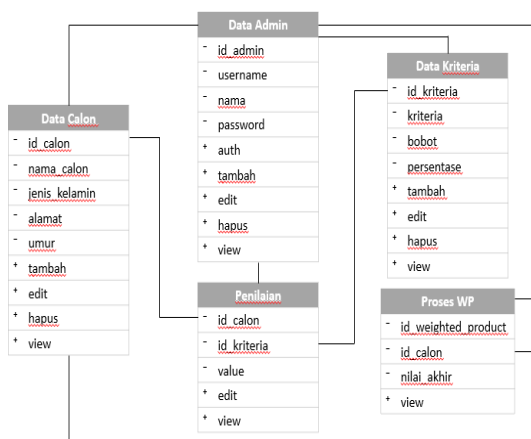 Data Admin
- id_admin
- username
- nama
- password
+ auth
+ tambah
+ edit
+ hapus
+ view
Data Kriteria
- id_kriteria
- kriteria
- bobot
- persentase
+ tambah
+ edit
+ hapus
+ view
Data Calon
- id_calon
- nama_calon
- jenis_kelamin
- alamat
- umur
+ tambah
+ edit
+ hapus
+ view
Penilaian
- id_calon
- id_kriteria
- value
+ edit
+ view
Proses WP
- id_weighted_product
- id_calon
- nilai_akhir
+ view